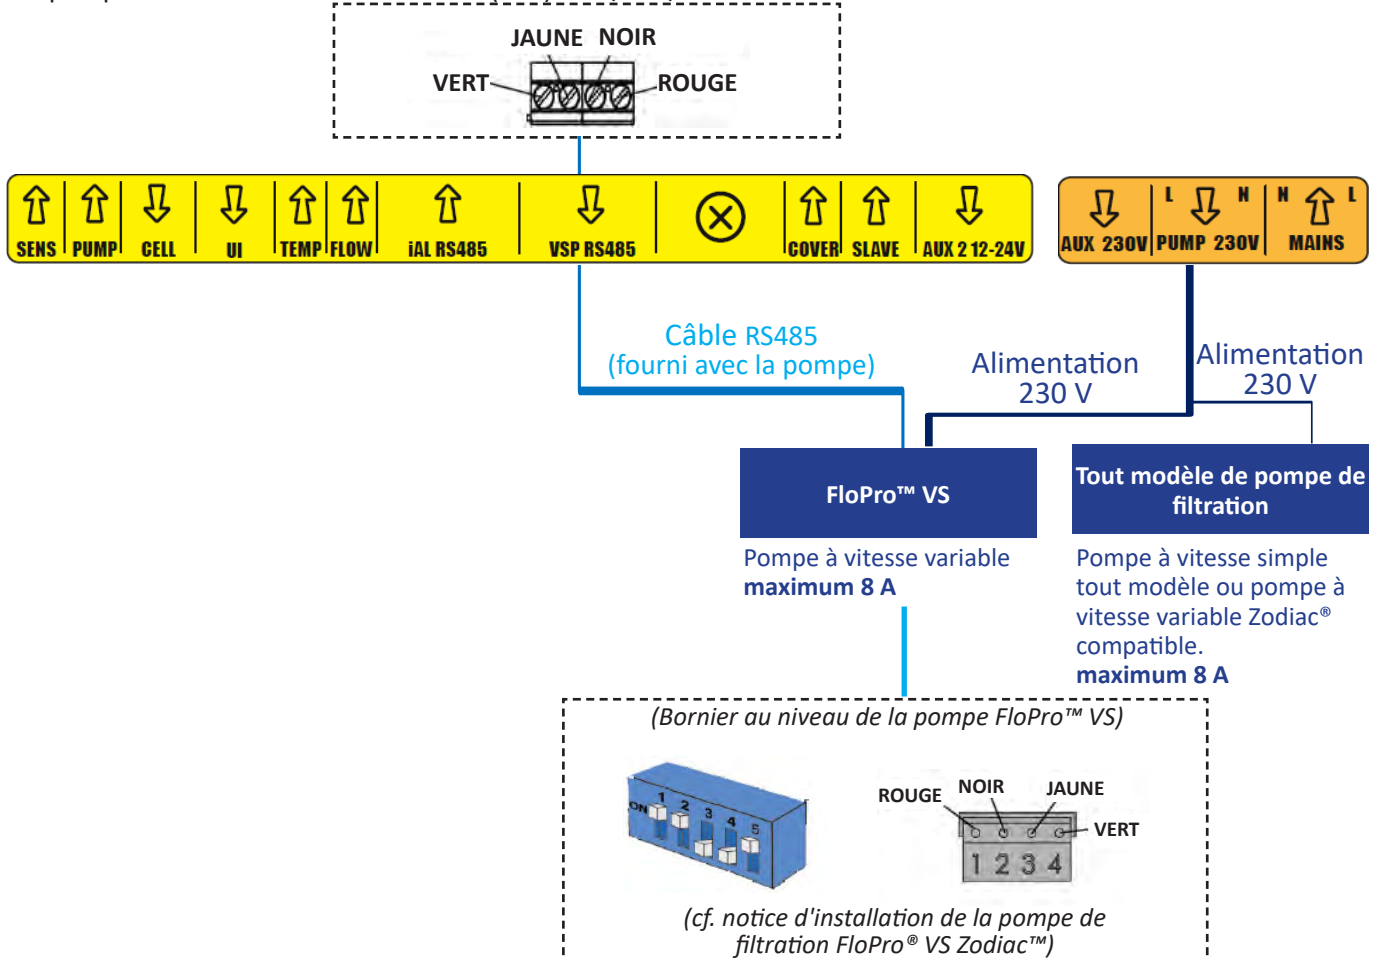 JAUNE NOIR
VERT ROUGE
SENS PUMP CELL UI TEMP FLOW iAL RS485 VSP RS485 COVER SLAVE AUX 2 12-24V
L N N L
AUX 230V PUMP 230V MAINS
Câble RS485
(fourni avec la pompe)
Alimentation
230 V
Alimentation
230 V
FloPro™ VS
Tout modèle de pompe de
filtration
Pompe à vitesse variable
maximum 8 A
Pompe à vitesse simple
tout modèle ou pompe à
vitesse variable Zodiac®
compatible.
maximum 8 A
(Bornier au niveau de la pompe FloPro™ VS)
ON 1 2 3 4 5
ROUGE NOIR JAUNE
VERT
1 2 3 4
(cf. notice d'installation de la pompe de
filtration FloPro® VS Zodiac™)